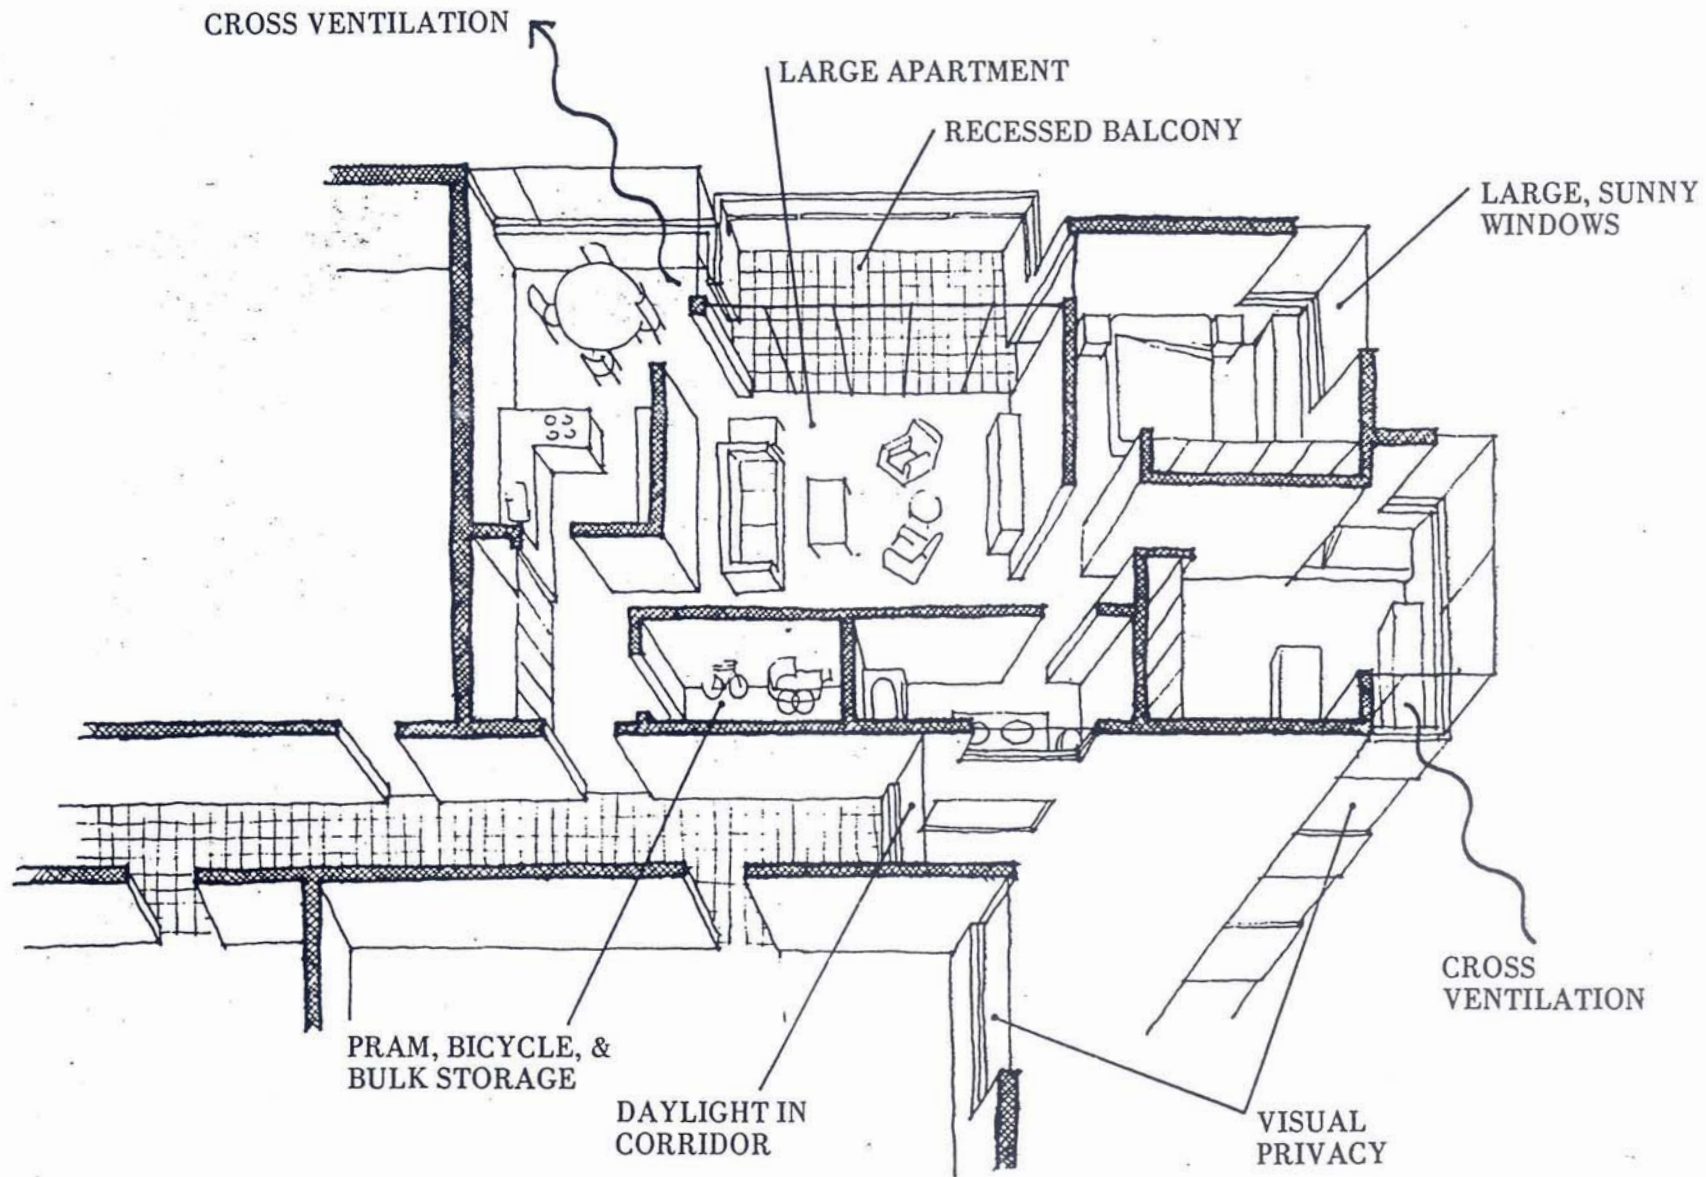 CROSS VENTILATION
LARGE APARTMENT
RECESSED BALCONY
LARGE, SUNNY
WINDOWS
CROSS
VENTILATION
PRAM, BICYCLE, &
BULK STORAGE
DAYLIGHT IN
CORRIDOR
VISUAL
PRIVACY